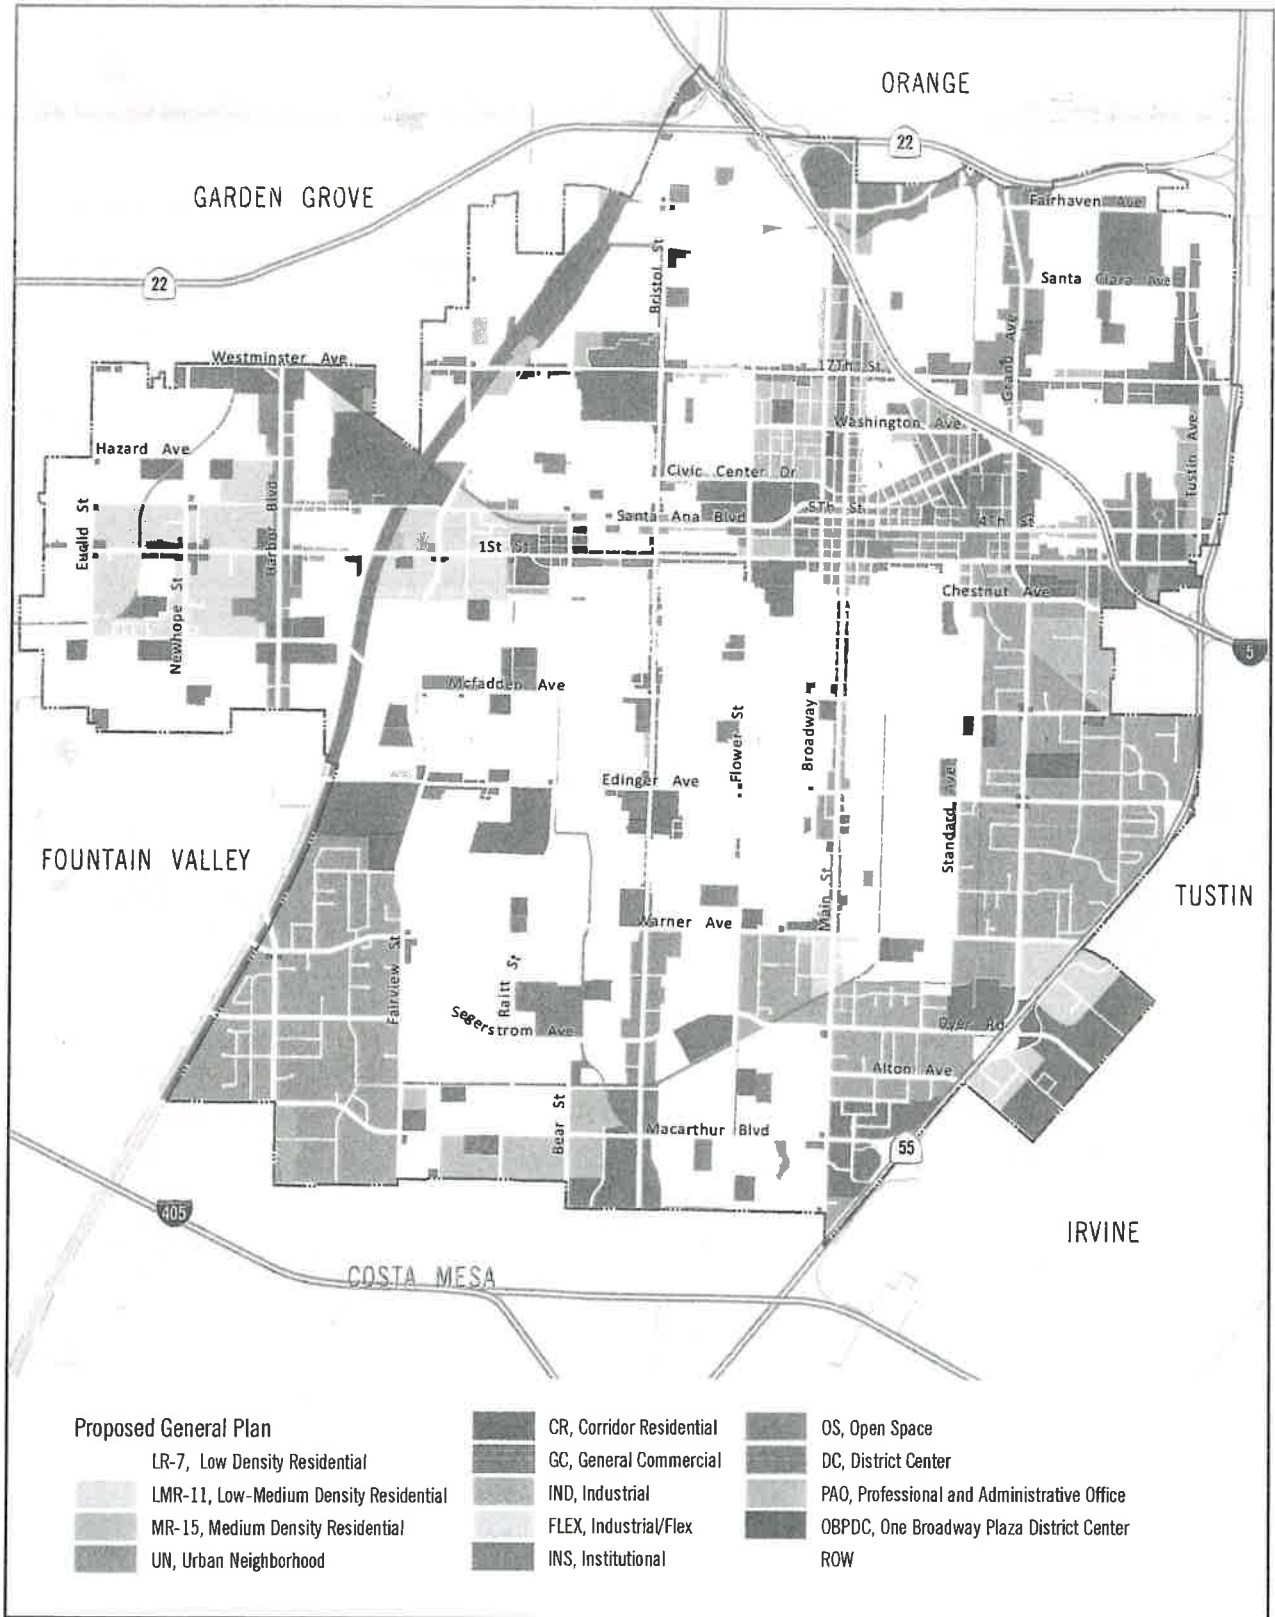 ORANGE
22
GARDEN GROVE
Fairhaven Ave
22
Santa Clara Ave
Bristol St
Grand Ave
Westminster Ave
17Th St
Washington Ave
Hazard Ave
Civic Center Dr
Tustin Ave
Euclid St
Harbor Blvd
Santa Ana Blvd
5Th St
4Th St
1St St
Chestnut Ave
Newhope St
5
Mcfadden Ave
Flower St
Broadway
Edinger Ave
Standard Ave
FOUNTAIN VALLEY
Main St
TUSTIN
Warner Ave
Fairview St
Raitt St
Segerstrom Ave
Dyer Rd
Alton Ave
Bear St
Macarthur Blvd
55
405
IRVINE
COSTA MESA
Proposed General Plan
LR-7, Low Density Residential
LMR-11, Low-Medium Density Residential
MR-15, Medium Density Residential
UN, Urban Neighborhood
CR, Corridor Residential
GC, General Commercial
IND, Industrial
FLEX, Industrial/Flex
INS, Institutional
OS, Open Space
DC, District Center
PAO, Professional and Administrative Office
OBPDC, One Broadway Plaza District Center
ROW